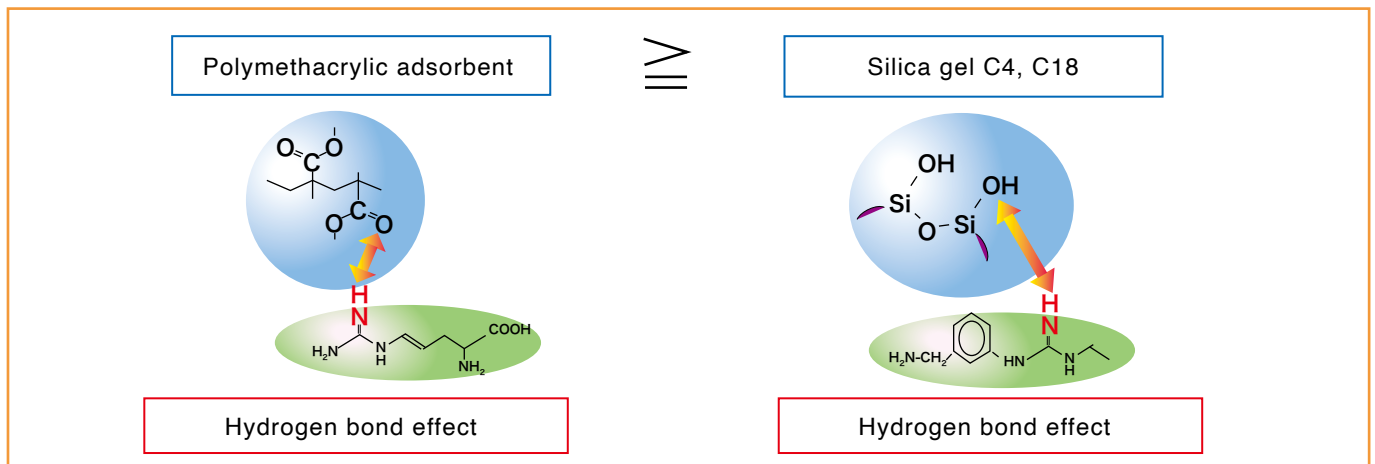 Polymethacrylic adsorbent
≧
Silica gel C4, C18
O
O
C
O
C
O
H
N
H₂N
N
H
COOH
NH₂
Hydrogen bond effect
OH
OH
Si
O
Si
H
N
H₂N-CH₂
HN
N
H
Hydrogen bond effect